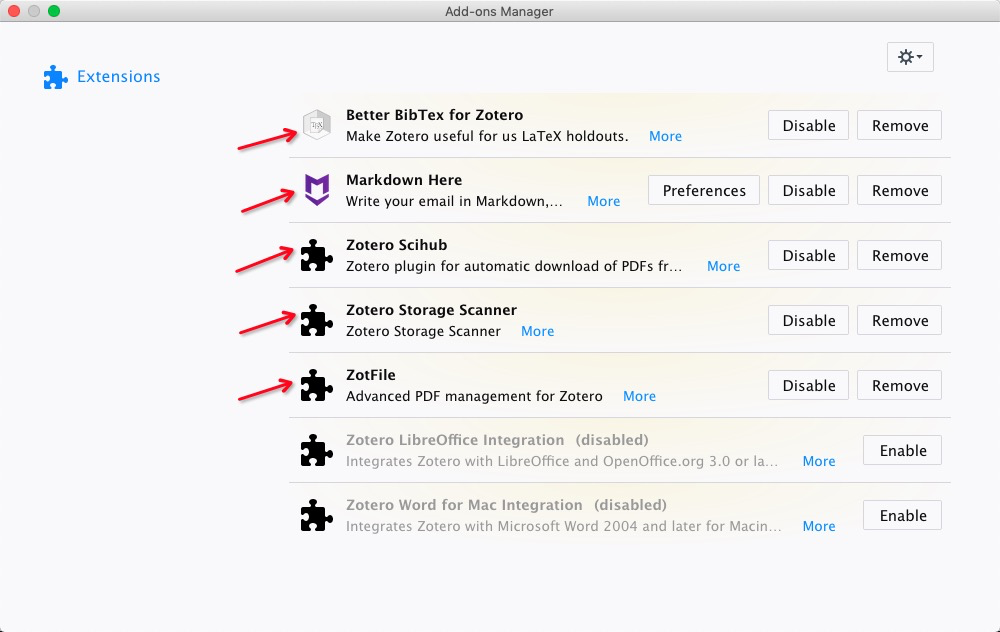 Add-ons Manager
Extensions
Better BibTex for Zotero
Make Zotero useful for us LaTeX holdouts. More
Disable Remove
Markdown Here
Write your email in Markdown,... More
Preferences Disable Remove
Zotero Scihub
Zotero plugin for automatic download of PDFs fr... More
Disable Remove
Zotero Storage Scanner
Zotero Storage Scanner More
Disable Remove
ZotFile
Advanced PDF management for Zotero More
Disable Remove
Zotero LibreOffice Integration (disabled)
Integrates Zotero with LibreOffice and OpenOffice.org 3.0 or la... More
Enable
Zotero Word for Mac Integration (disabled)
Integrates Zotero with Microsoft Word 2004 and later for Macin... More
Enable